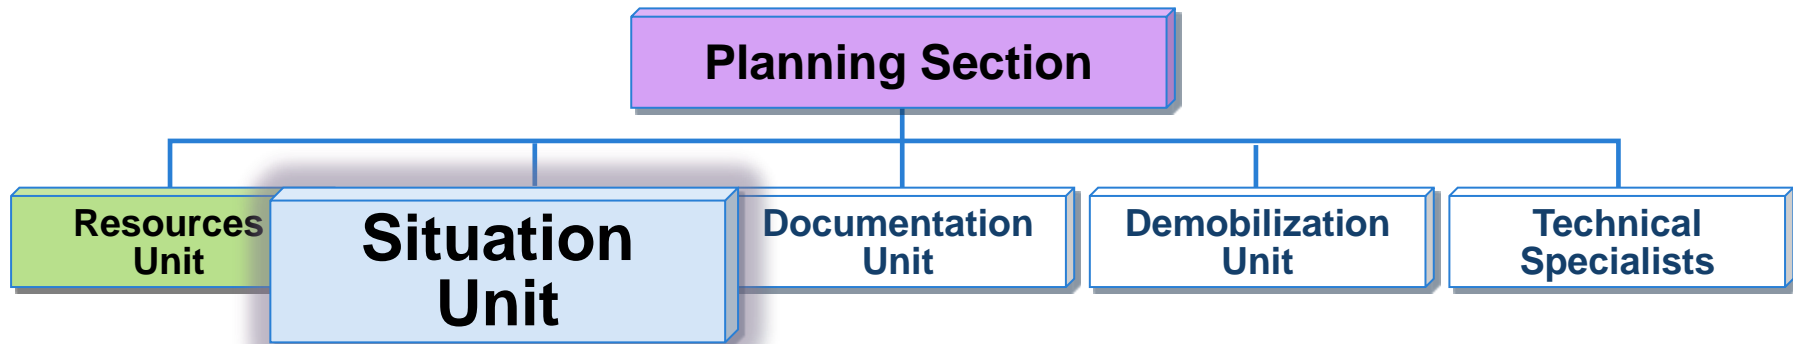 Planning Section
Resources
Unit
Situation
Unit
Documentation
Unit
Demobilization
Unit
Technical
Specialists